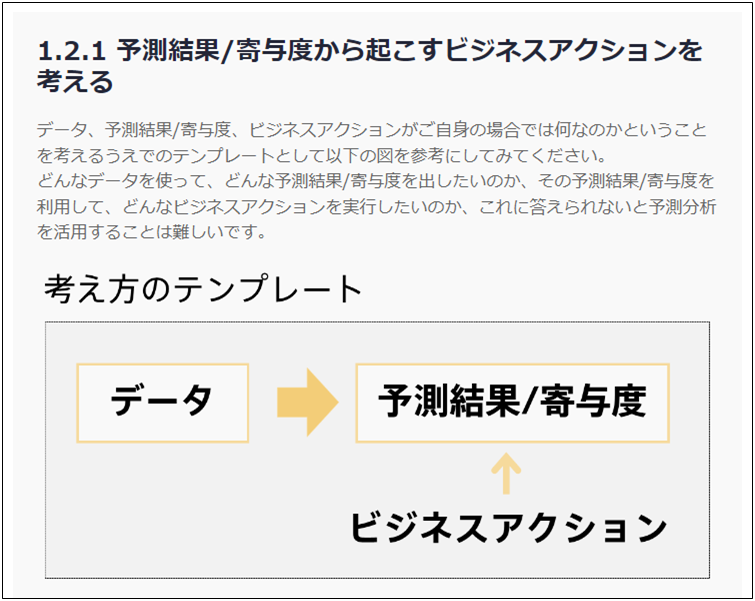 1.2.1 予測結果/寄与度から起こすビジネスアクションを
考える
データ、予測結果/寄与度、ビジネスアクションがご自身の場合では何なのかということ
を考えるうえでのテンプレートとして以下の図を参考にしてみてください。
どんなデータを使って、どんな予測結果/寄与度を出したいのか、その予測結果/寄与度を
利用して、どんなビジネスアクションを実行したいのか、これに答えられないと予測分析
を活用することは難しいです。
考え方のテンプレート
データ
予測結果/寄与度
ビジネスアクション